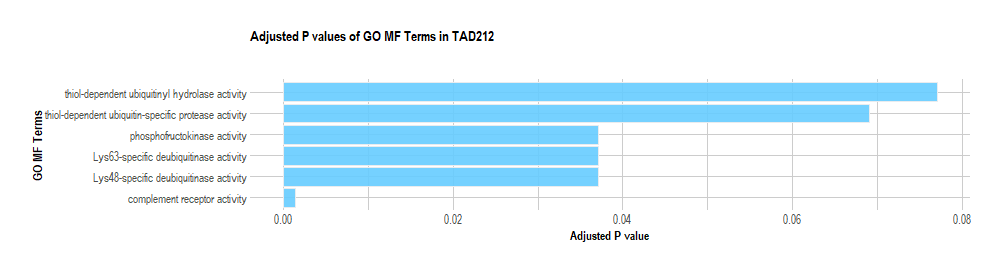 Adjusted P values of GO MF Terms in TAD212
GO MF Terms
thiol-dependent ubiquitinyl hydrolase activity
thiol-dependent ubiquitin-specific protease activity
phosphofructokinase activity
Lys63-specific deubiquitinase activity
Lys48-specific deubiquitinase activity
complement receptor activity
0.00 0.02 0.04 0.06 0.08
Adjusted P value